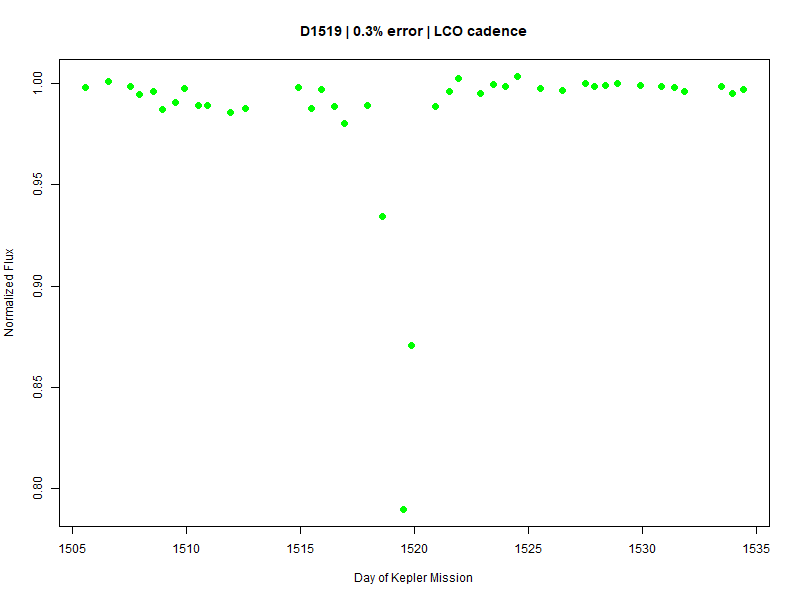 D1519 | 0.3% error | LCO cadence
Normalized Flux
1.00
0.95
0.90
0.85
0.80
1505 1510 1515 1520 1525 1530 1535
Day of Kepler Mission